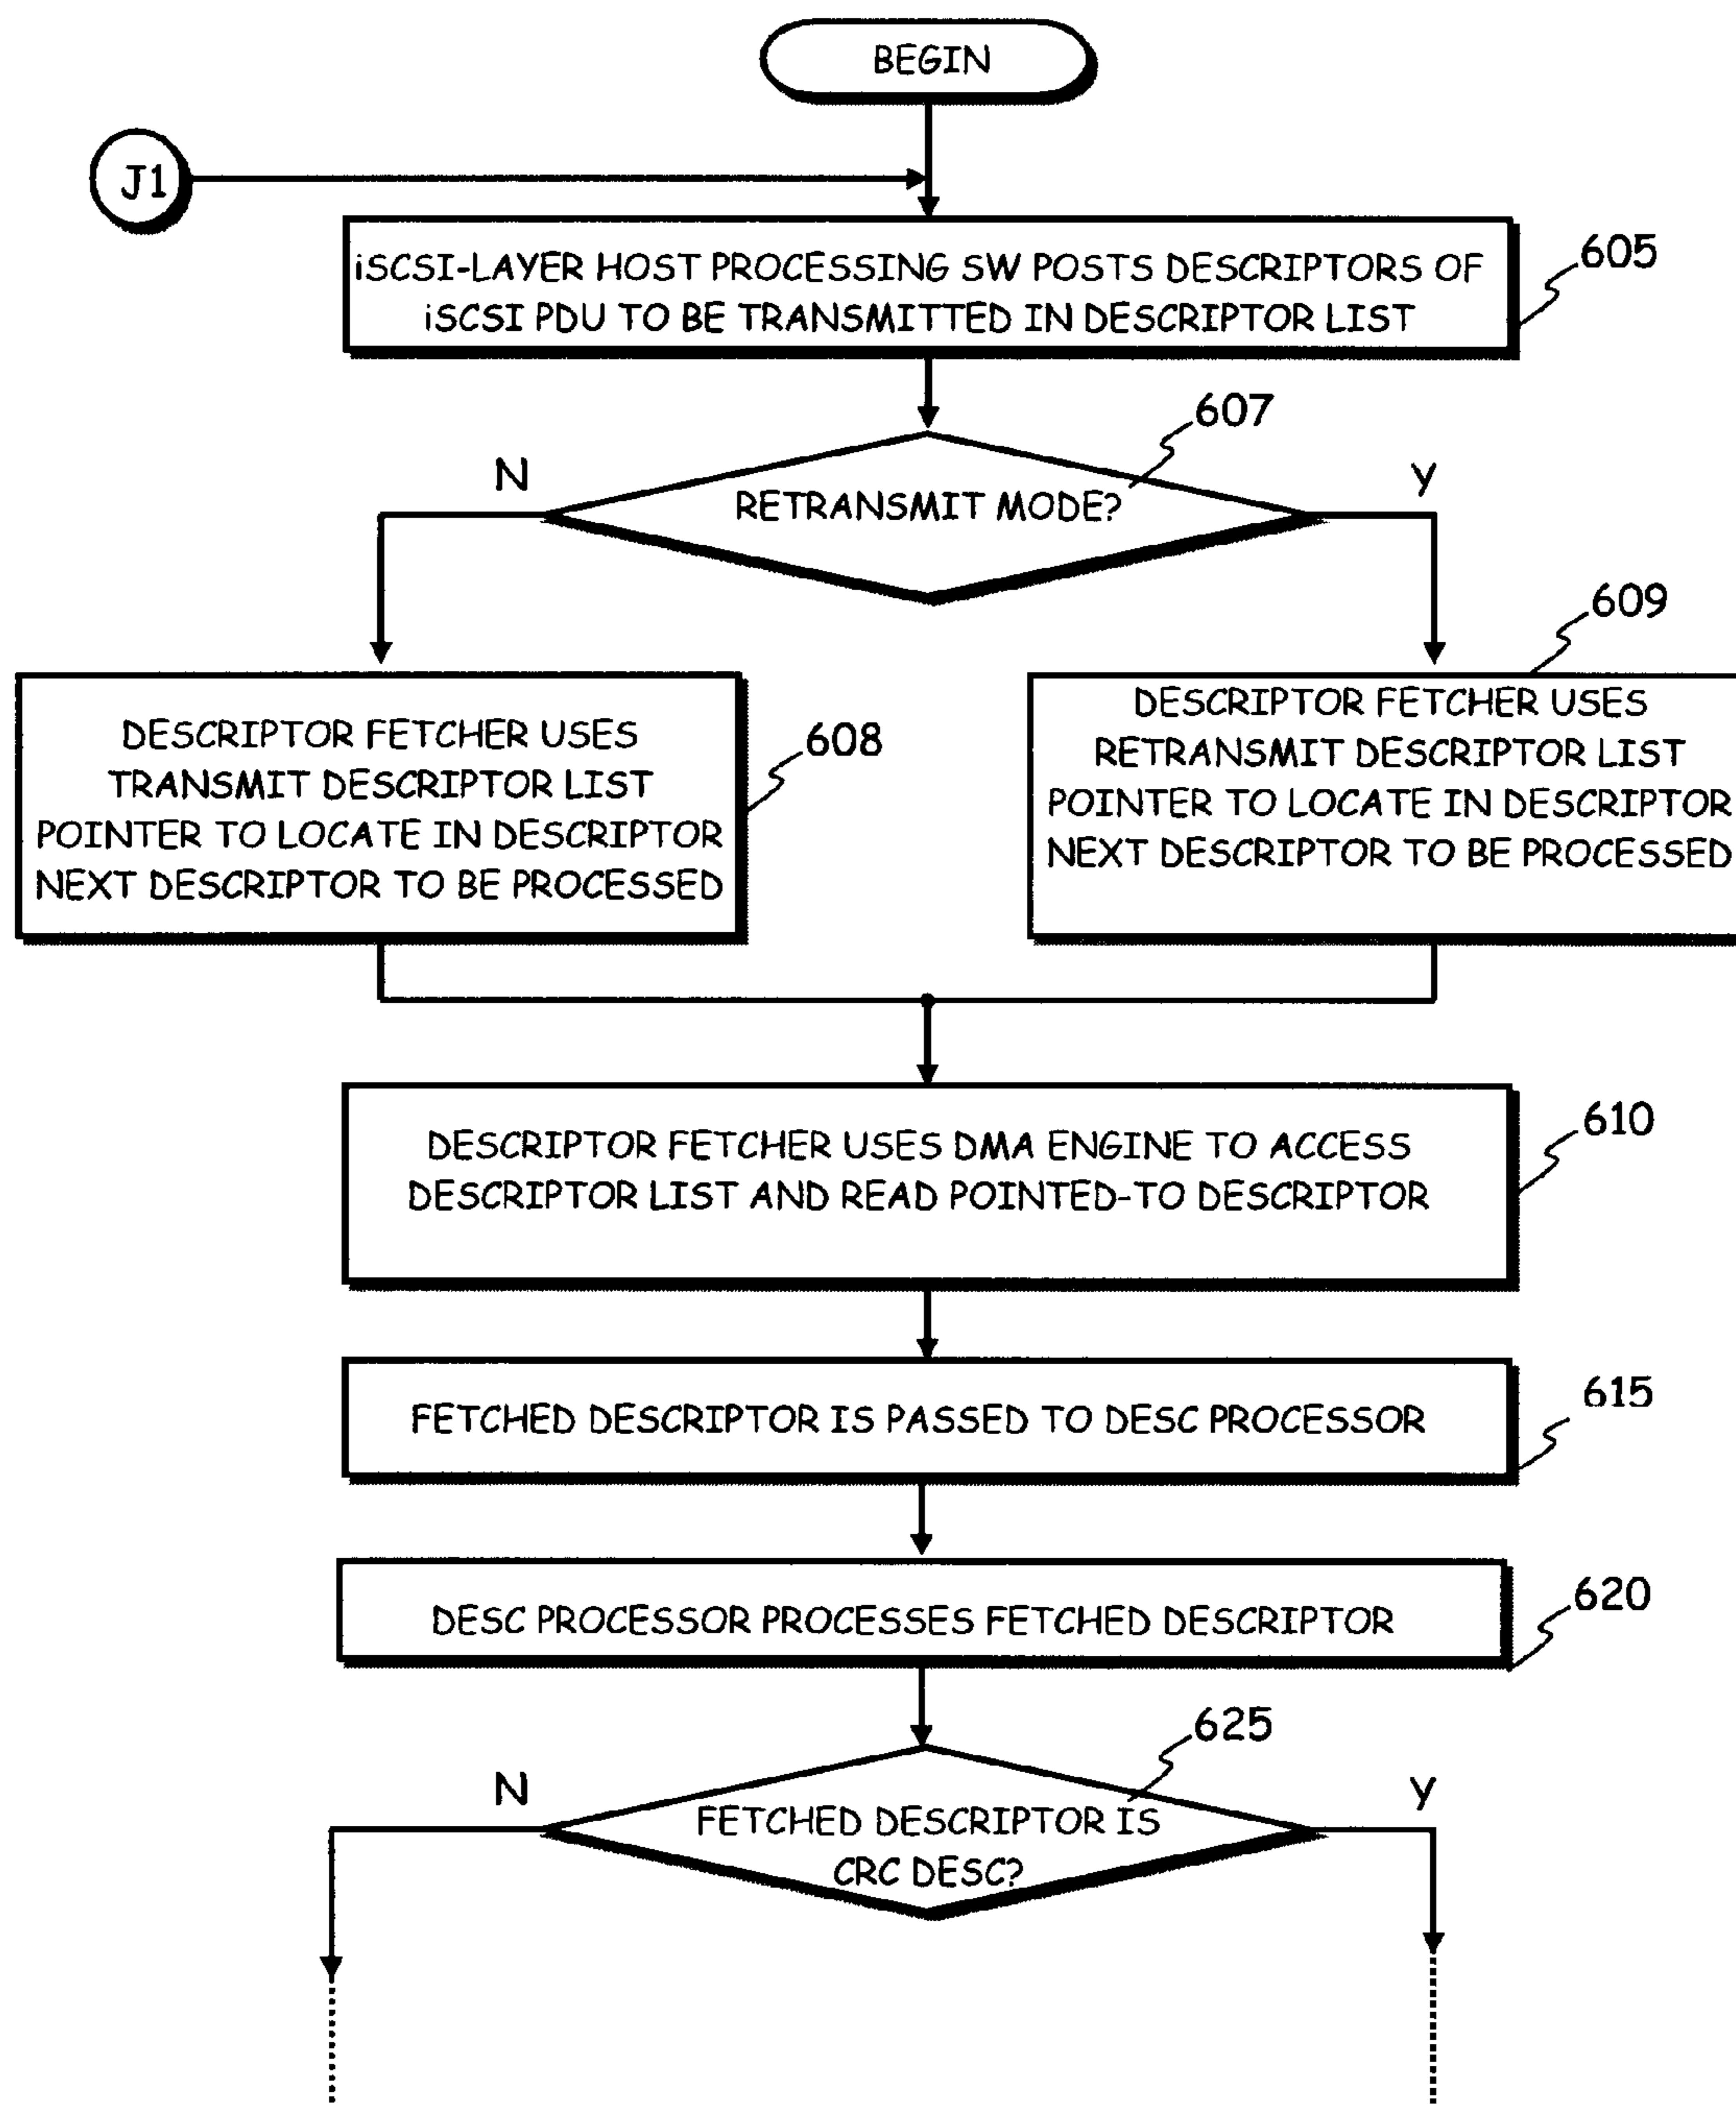 BEGIN
J1
iSCSI-LAYER HOST PROCESSING SW POSTS DESCRIPTORS OF
iSCSI PDU TO BE TRANSMITTED IN DESCRIPTOR LIST
605
607
N
RETRANSMIT MODE?
Y
609
DESCRIPTOR FETCHER USES
TRANSMIT DESCRIPTOR LIST
POINTER TO LOCATE IN DESCRIPTOR
NEXT DESCRIPTOR TO BE PROCESSED
608
DESCRIPTOR FETCHER USES
RETRANSMIT DESCRIPTOR LIST
POINTER TO LOCATE IN DESCRIPTOR
NEXT DESCRIPTOR TO BE PROCESSED
DESCRIPTOR FETCHER USES DMA ENGINE TO ACCESS
DESCRIPTOR LIST AND READ POINTED-TO DESCRIPTOR
610
FETCHED DESCRIPTOR IS PASSED TO DESC PROCESSOR
615
DESC PROCESSOR PROCESSES FETCHED DESCRIPTOR
620
625
N
FETCHED DESCRIPTOR IS
CRC DESC?
Y